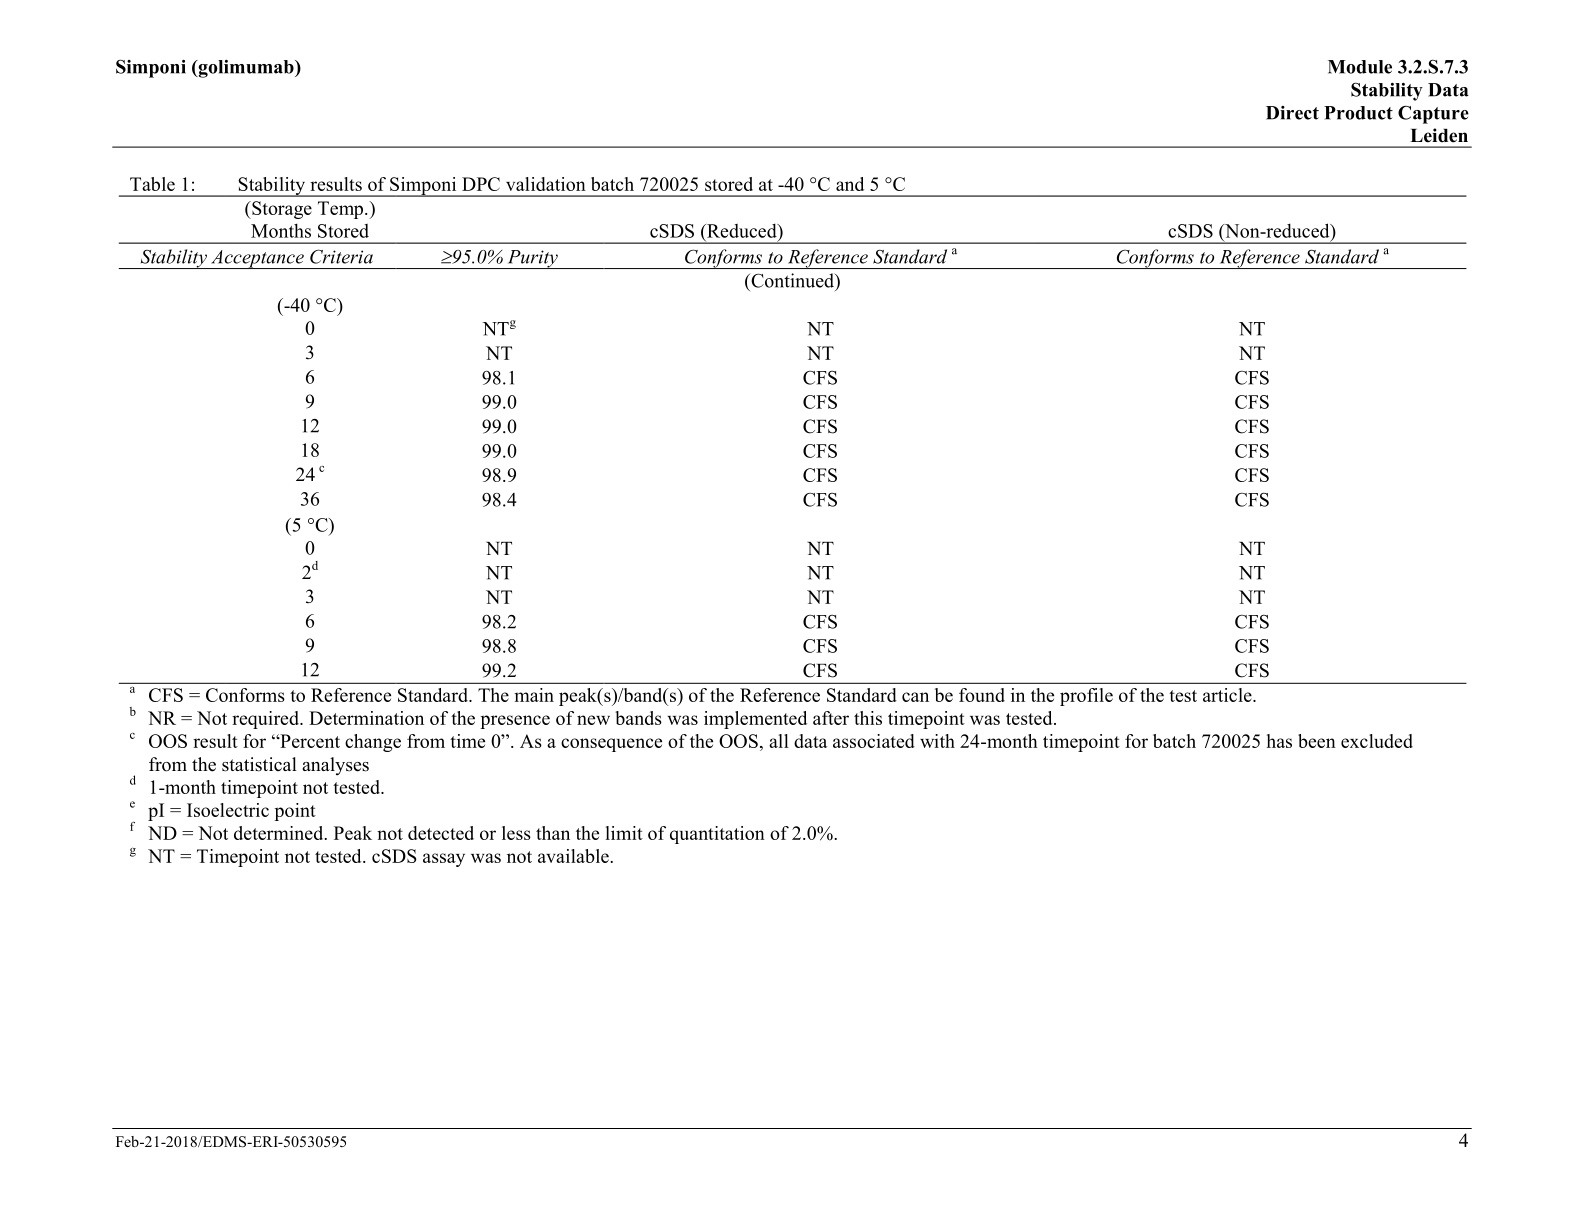 Simponi (golimumab)
Module 3.2.S.7.3
Stability Data
Direct Product Capture
Leiden
Table 1: Stability results of Simponi DPC validation batch 720025 stored at -40 °C and 5 °C
(Storage Temp.)
Months Stored cSDS (Reduced) cSDS (Non-reduced)
Stability Acceptance Criteria ≥95.0% Purity Conforms to Reference Standard a Conforms to Reference Standard a
(Continued)
(-40 °C)
0 NTg NT NT
3 NT NT NT
6 98.1 CFS CFS
9 99.0 CFS CFS
12 99.0 CFS CFS
18 99.0 CFS CFS
24 c 98.9 CFS CFS
36 98.4 CFS CFS
(5 °C)
0 NT NT NT
2d NT NT NT
3 NT NT NT
6 98.2 CFS CFS
9 98.8 CFS CFS
12 99.2 CFS CFS
a CFS = Conforms to Reference Standard. The main peak(s)/band(s) of the Reference Standard can be found in the profile of the test article.
b NR = Not required. Determination of the presence of new bands was implemented after this timepoint was tested.
c OOS result for “Percent change from time 0”. As a consequence of the OOS, all data associated with 24-month timepoint for batch 720025 has been excluded
from the statistical analyses
d 1-month timepoint not tested.
e pI = Isoelectric point
f ND = Not determined. Peak not detected or less than the limit of quantitation of 2.0%.
g NT = Timepoint not tested. cSDS assay was not available.
Feb-21-2018/EDMS-ERI-50530595 4